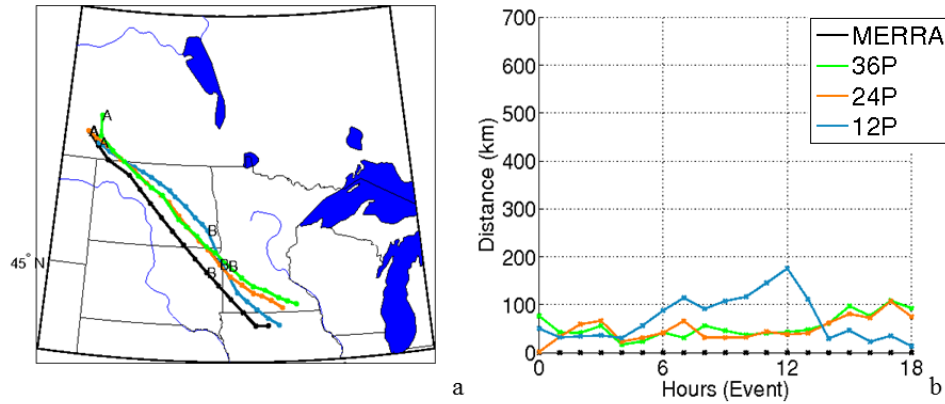 A
A
A
B
B
B
B
45° N
a
700
600
500
400
300
200
100
0
Distance (km)
0
6
12
18
Hours (Event)
MERRA
36P
24P
12P
b